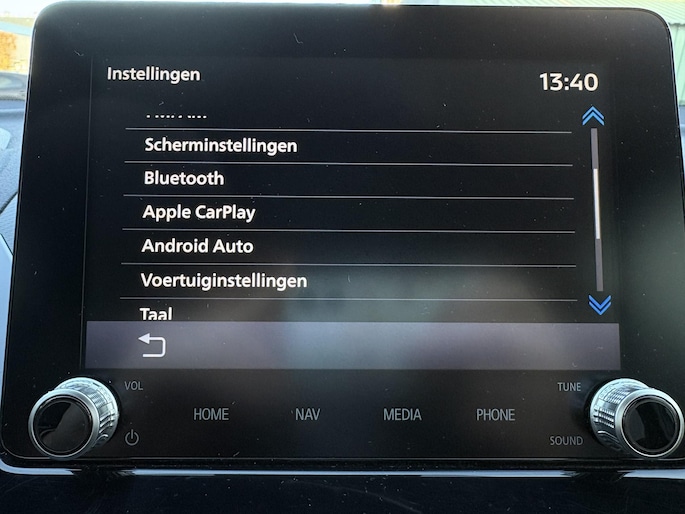 Instellingen
13:40
Scherminstellingen
Bluetooth
Apple CarPlay
Android Auto
Voertuiginstellingen
Taal
VOL
TUNE
HOME
NAV
MEDIA
PHONE
SOUND